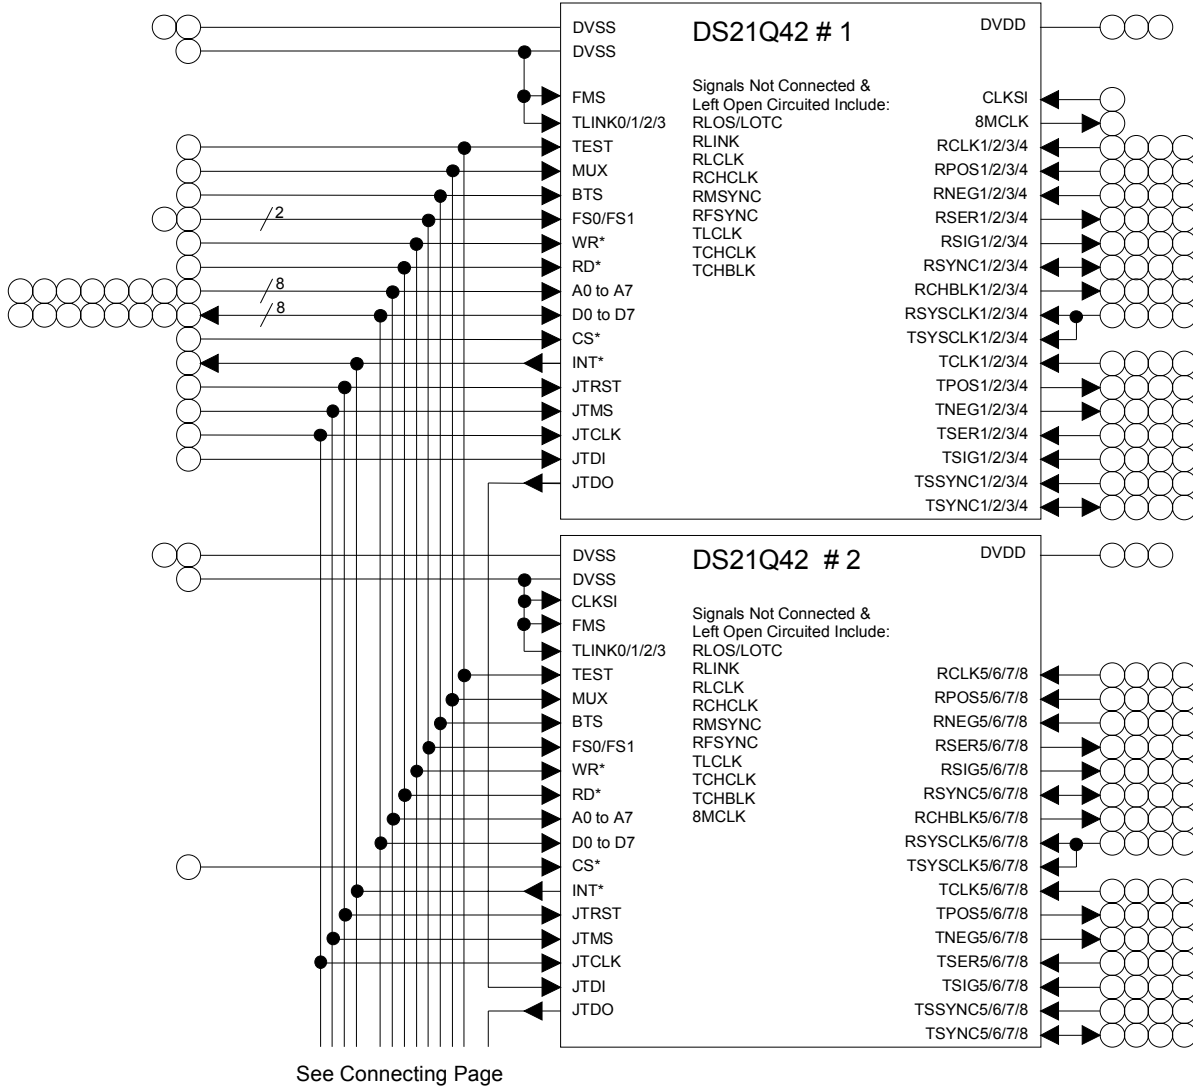 DS21Q42 # 1
DVSS
DVSS
FMS
TLINK0/1/2/3
TEST
MUX
BTS
2
FS0/FS1
WR*
RD*
8
A0 to A7
8
D0 to D7
CS*
INT*
JTRST
JTMS
JTCLK
JTDI
JTDO
Signals Not Connected &
Left Open Circuited Include:
RLOS/LOTC
RLINK
RLCLK
RCHCLK
RMSYNC
RFSYNC
TLCLK
TCHCLK
TCHBLK
DVDD
CLKSI
8MCLK
RCLK1/2/3/4
RPOS1/2/3/4
RNEG1/2/3/4
RSER1/2/3/4
RSIG1/2/3/4
RSYNC1/2/3/4
RCHBLK1/2/3/4
RSYSCLK1/2/3/4
TSYSCLK1/2/3/4
TCLK1/2/3/4
TPOS1/2/3/4
TNEG1/2/3/4
TSER1/2/3/4
TSIG1/2/3/4
TSSYNC1/2/3/4
TSYNC1/2/3/4
DS21Q42 # 2
DVSS
DVSS
CLKSI
FMS
TLINK0/1/2/3
TEST
MUX
BTS
FS0/FS1
WR*
RD*
A0 to A7
D0 to D7
CS*
INT*
JTRST
JTMS
JTCLK
JTDI
JTDO
Signals Not Connected &
Left Open Circuited Include:
RLOS/LOTC
RLINK
RLCLK
RCHCLK
RMSYNC
RFSYNC
TLCLK
TCHCLK
TCHBLK
8MCLK
DVDD
RCLK5/6/7/8
RPOS5/6/7/8
RNEG5/6/7/8
RSER5/6/7/8
RSIG5/6/7/8
RSYNC5/6/7/8
RCHBLK5/6/7/8
RSYSCLK5/6/7/8
TSYSCLK5/6/7/8
TCLK5/6/7/8
TPOS5/6/7/8
TNEG5/6/7/8
TSER5/6/7/8
TSIG5/6/7/8
TSSYNC5/6/7/8
TSYNC5/6/7/8
See Connecting Page